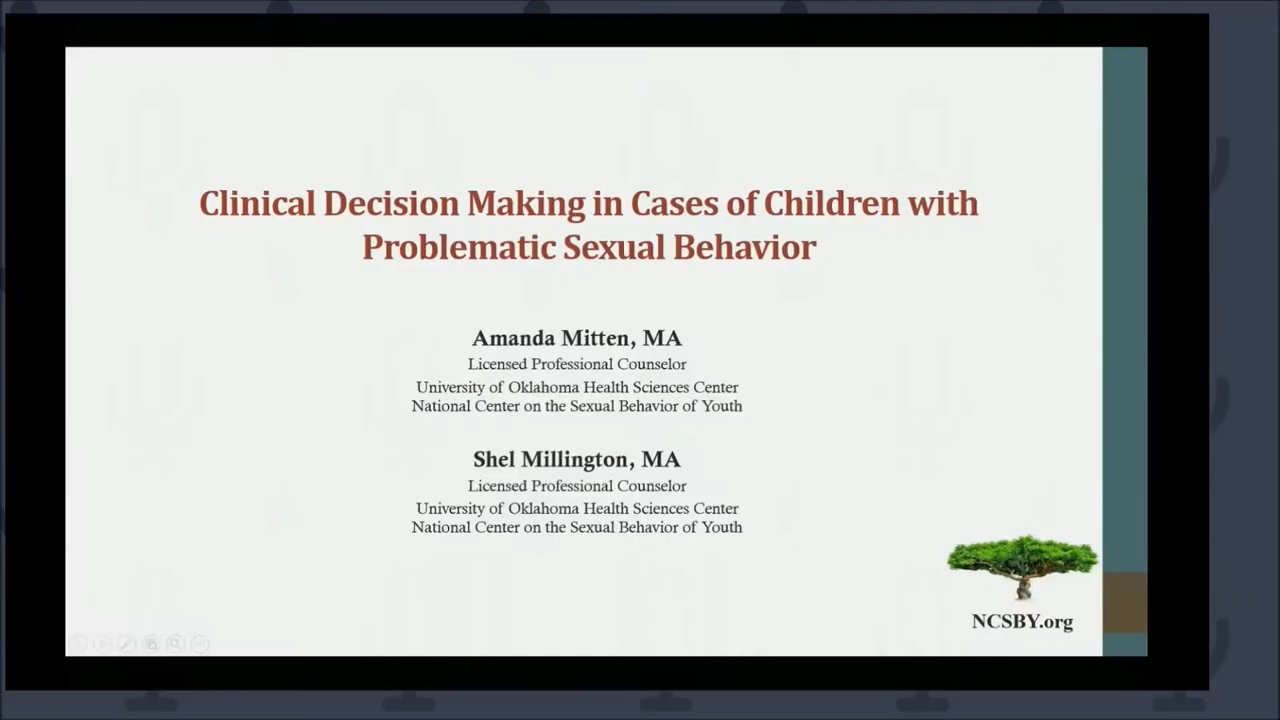 Clinical Decision Making in Cases of Children with
Problematic Sexual Behavior
Amanda Mitten, MA
Licensed Professional Counselor
University of Oklahoma Health Sciences Center
National Center on the Sexual Behavior of Youth
Shel Millington, MA
Licensed Professional Counselor
University of Oklahoma Health Sciences Center
National Center on the Sexual Behavior of Youth
NCSBY.org